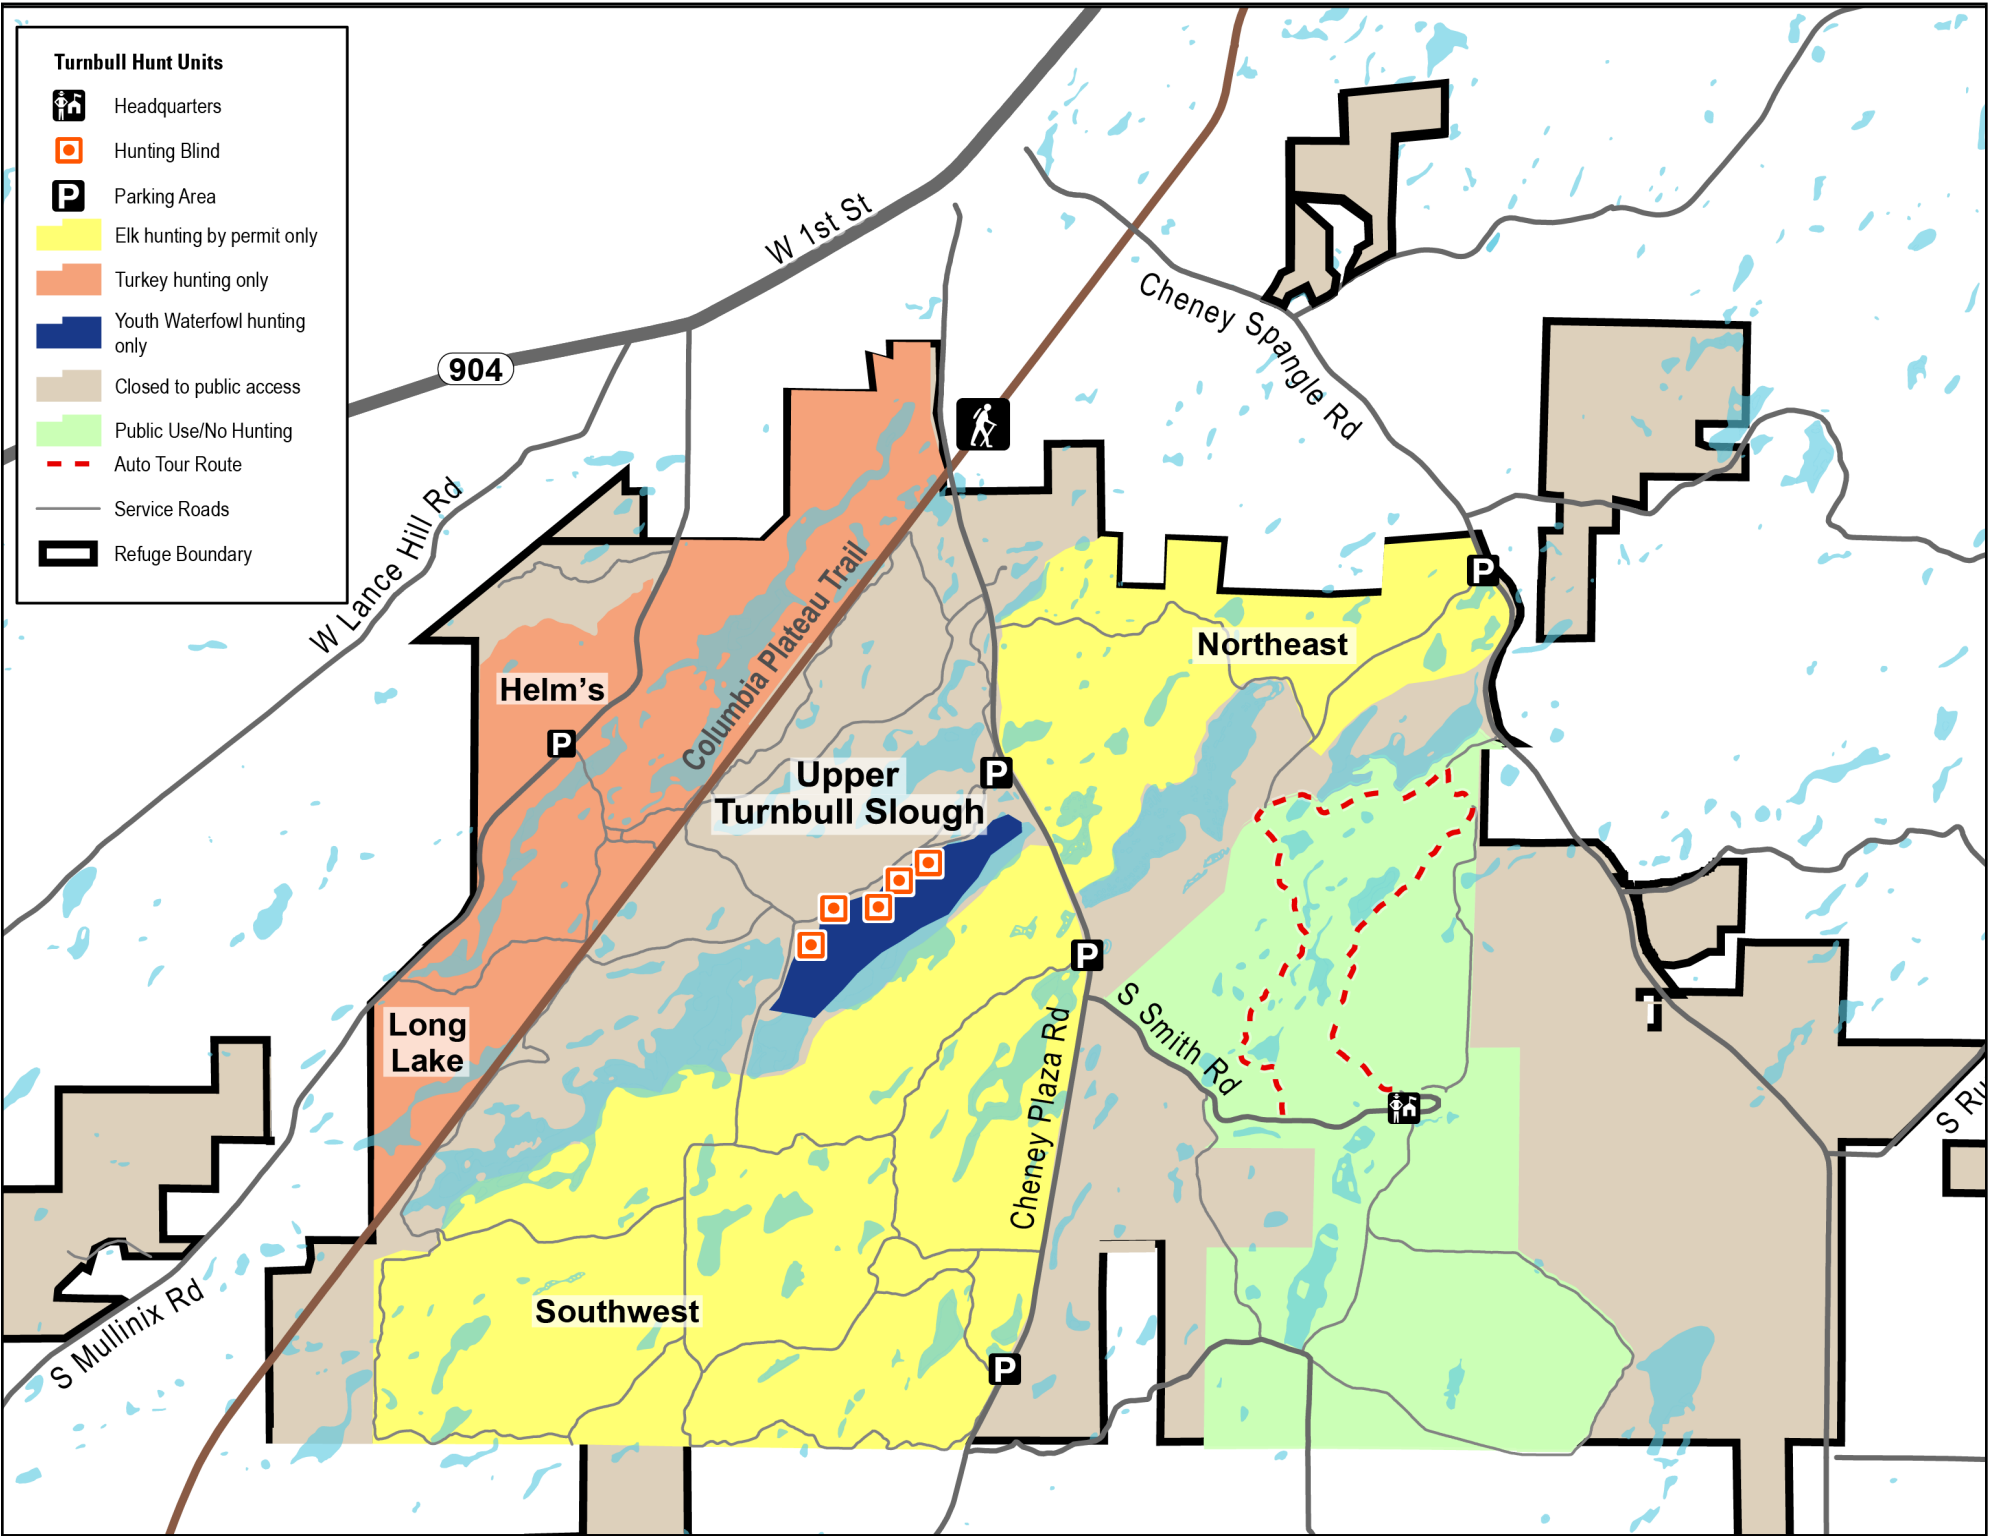 Turnbull Hunt Units
Headquarters
Hunting Blind
P Parking Area
Elk hunting by permit only
Turkey hunting only
Youth Waterfowl hunting
only
Closed to public access
Public Use/No Hunting
Auto Tour Route
Service Roads
Refuge Boundary
W 1st St
904
Cheney Spangle Rd
W Lance Hill Rd
Columbia Plateau Trail
P
Northeast
Helm's
P
P
Upper
Turnbull Slough
P
Long
Lake
S Smith Rd
Cheney Plaza Rd
S Ru
S Mullinix Rd
Southwest
P